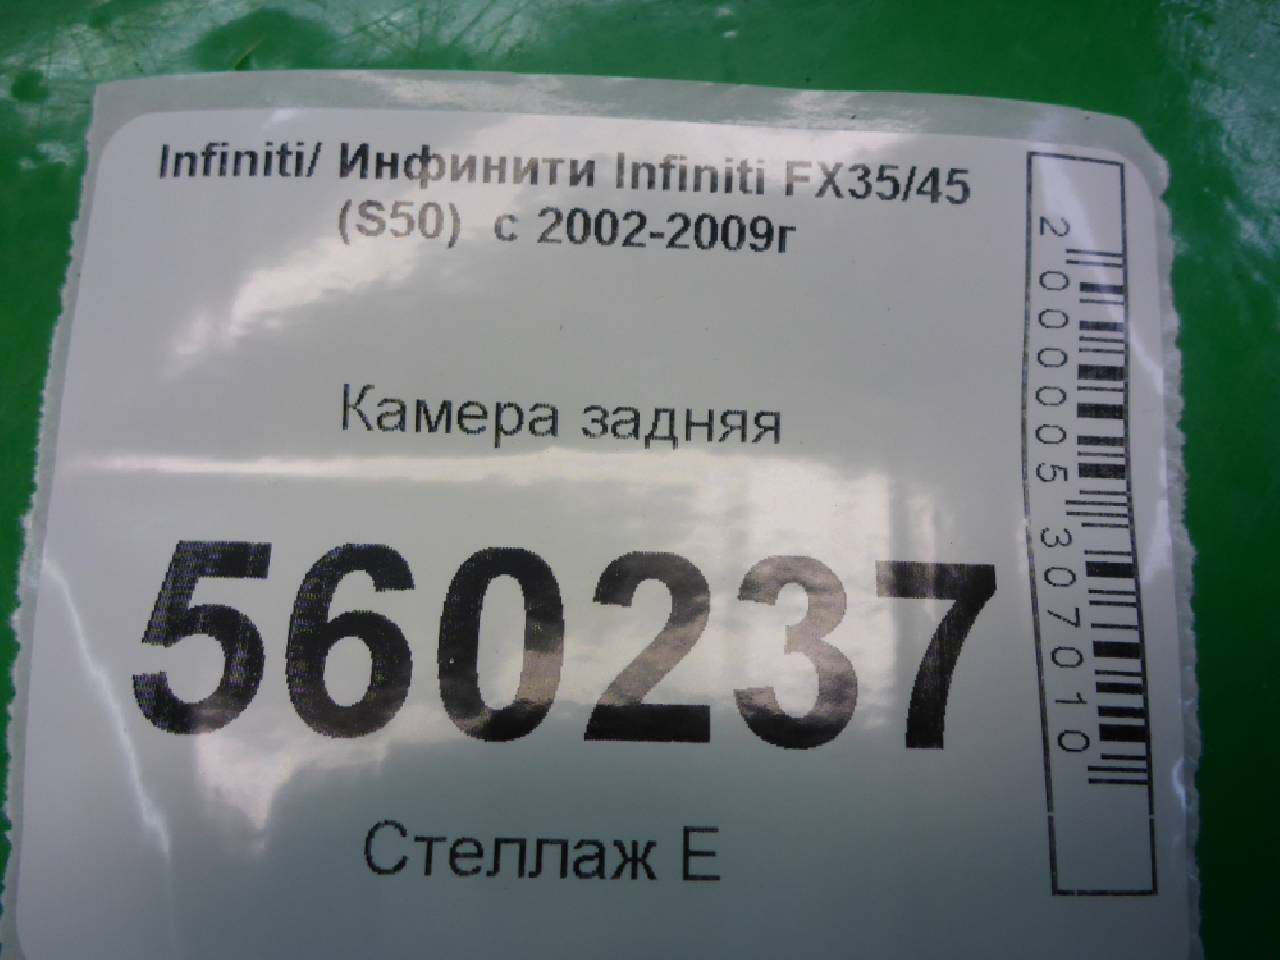 Infiniti/ Инфинити Infiniti FX35/45
(S50) с 2002-2009г
Камера задняя
560237
Стеллаж Е
2000005307010